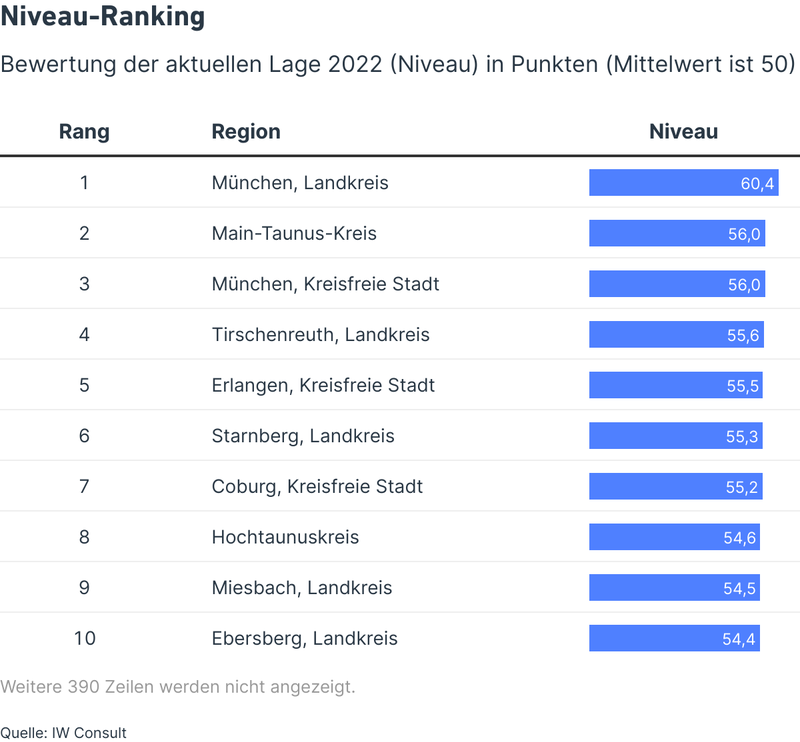 Niveau-Ranking
Bewertung der aktuellen Lage 2022 (Niveau) in Punkten (Mittelwert ist 50)
Rang Region Niveau
1 München, Landkreis 60,4
2 Main-Taunus-Kreis 56,0
3 München, Kreisfreie Stadt 56,0
4 Tirschenreuth, Landkreis 55,6
5 Erlangen, Kreisfreie Stadt 55,5
6 Starnberg, Landkreis 55,3
7 Coburg, Kreisfreie Stadt 55,2
8 Hochtaunuskreis 54,6
9 Miesbach, Landkreis 54,5
10 Ebersberg, Landkreis 54,4
Weitere 390 Zeilen werden nicht angezeigt.
Quelle: IW Consult